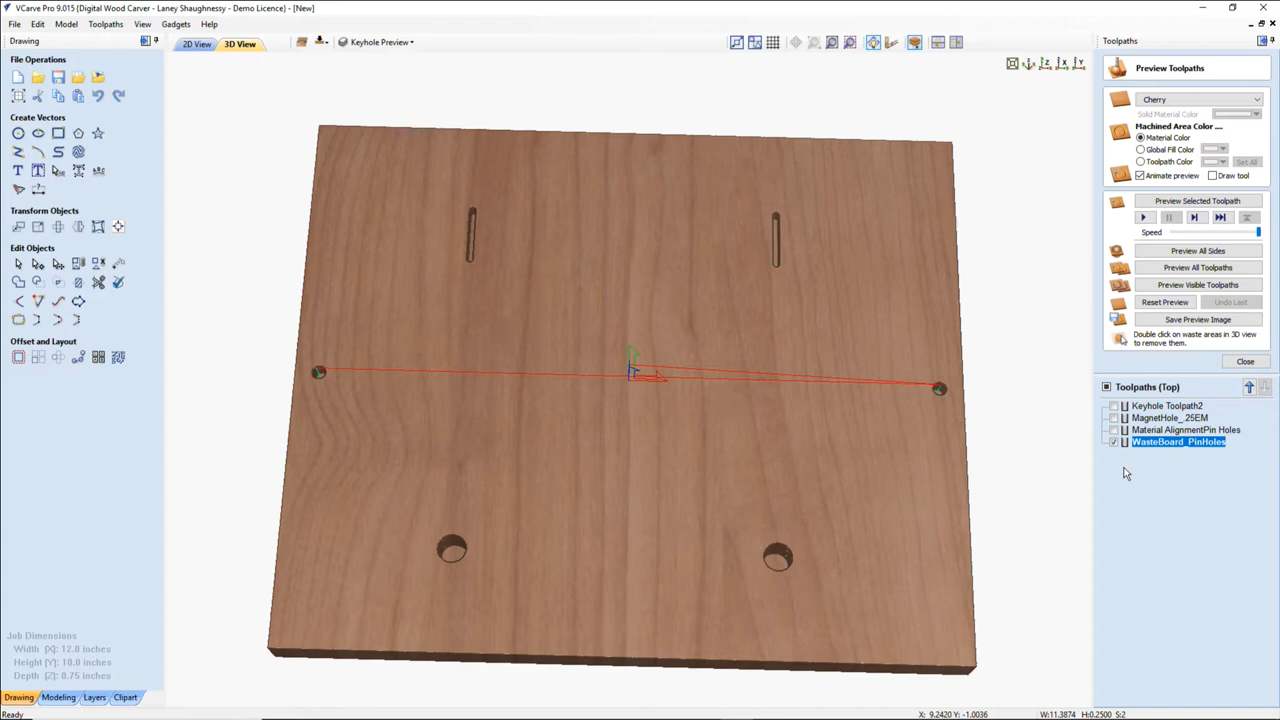 VCarve Pro 9.015 (Digital Wood Carver - Laney Shaughnessy - Demo Licence) - [New]
File Edit Model Toolpaths View Gadgets Help
Drawing
2D View 3D View Keyhole Preview
File Operations
Create Vectors
Transform Objects
Edit Objects
Offset and Layout
Job Dimensions
Width (X): 12.0 inches
Height (Y): 10.0 inches
Depth (Z): 0.75 inches
Drawing Modeling Layers Clipart
Ready
Z X Y
Toolpaths
Preview Toolpaths
Cherry
Solid Material Color
Machined Area Color ....
Material Color
Global Fill Color
Toolpath Color Set All
Animate preview Draw tool
Preview Selected Toolpath
Speed
Preview All Sides
Preview All Toolpaths
Preview Visible Toolpaths
Reset Preview Undo Last
Save Preview Image
Double click on waste areas in 3D view
to remove them.
Close
Toolpaths (Top)
Keyhole Toolpath2
MagnetHole_.25EM
Material AlignmentPin Holes
WasteBoard_PinHoles
X: 9.2420 Y: -1.0036 W:11.3874 H:0.2500 S:2